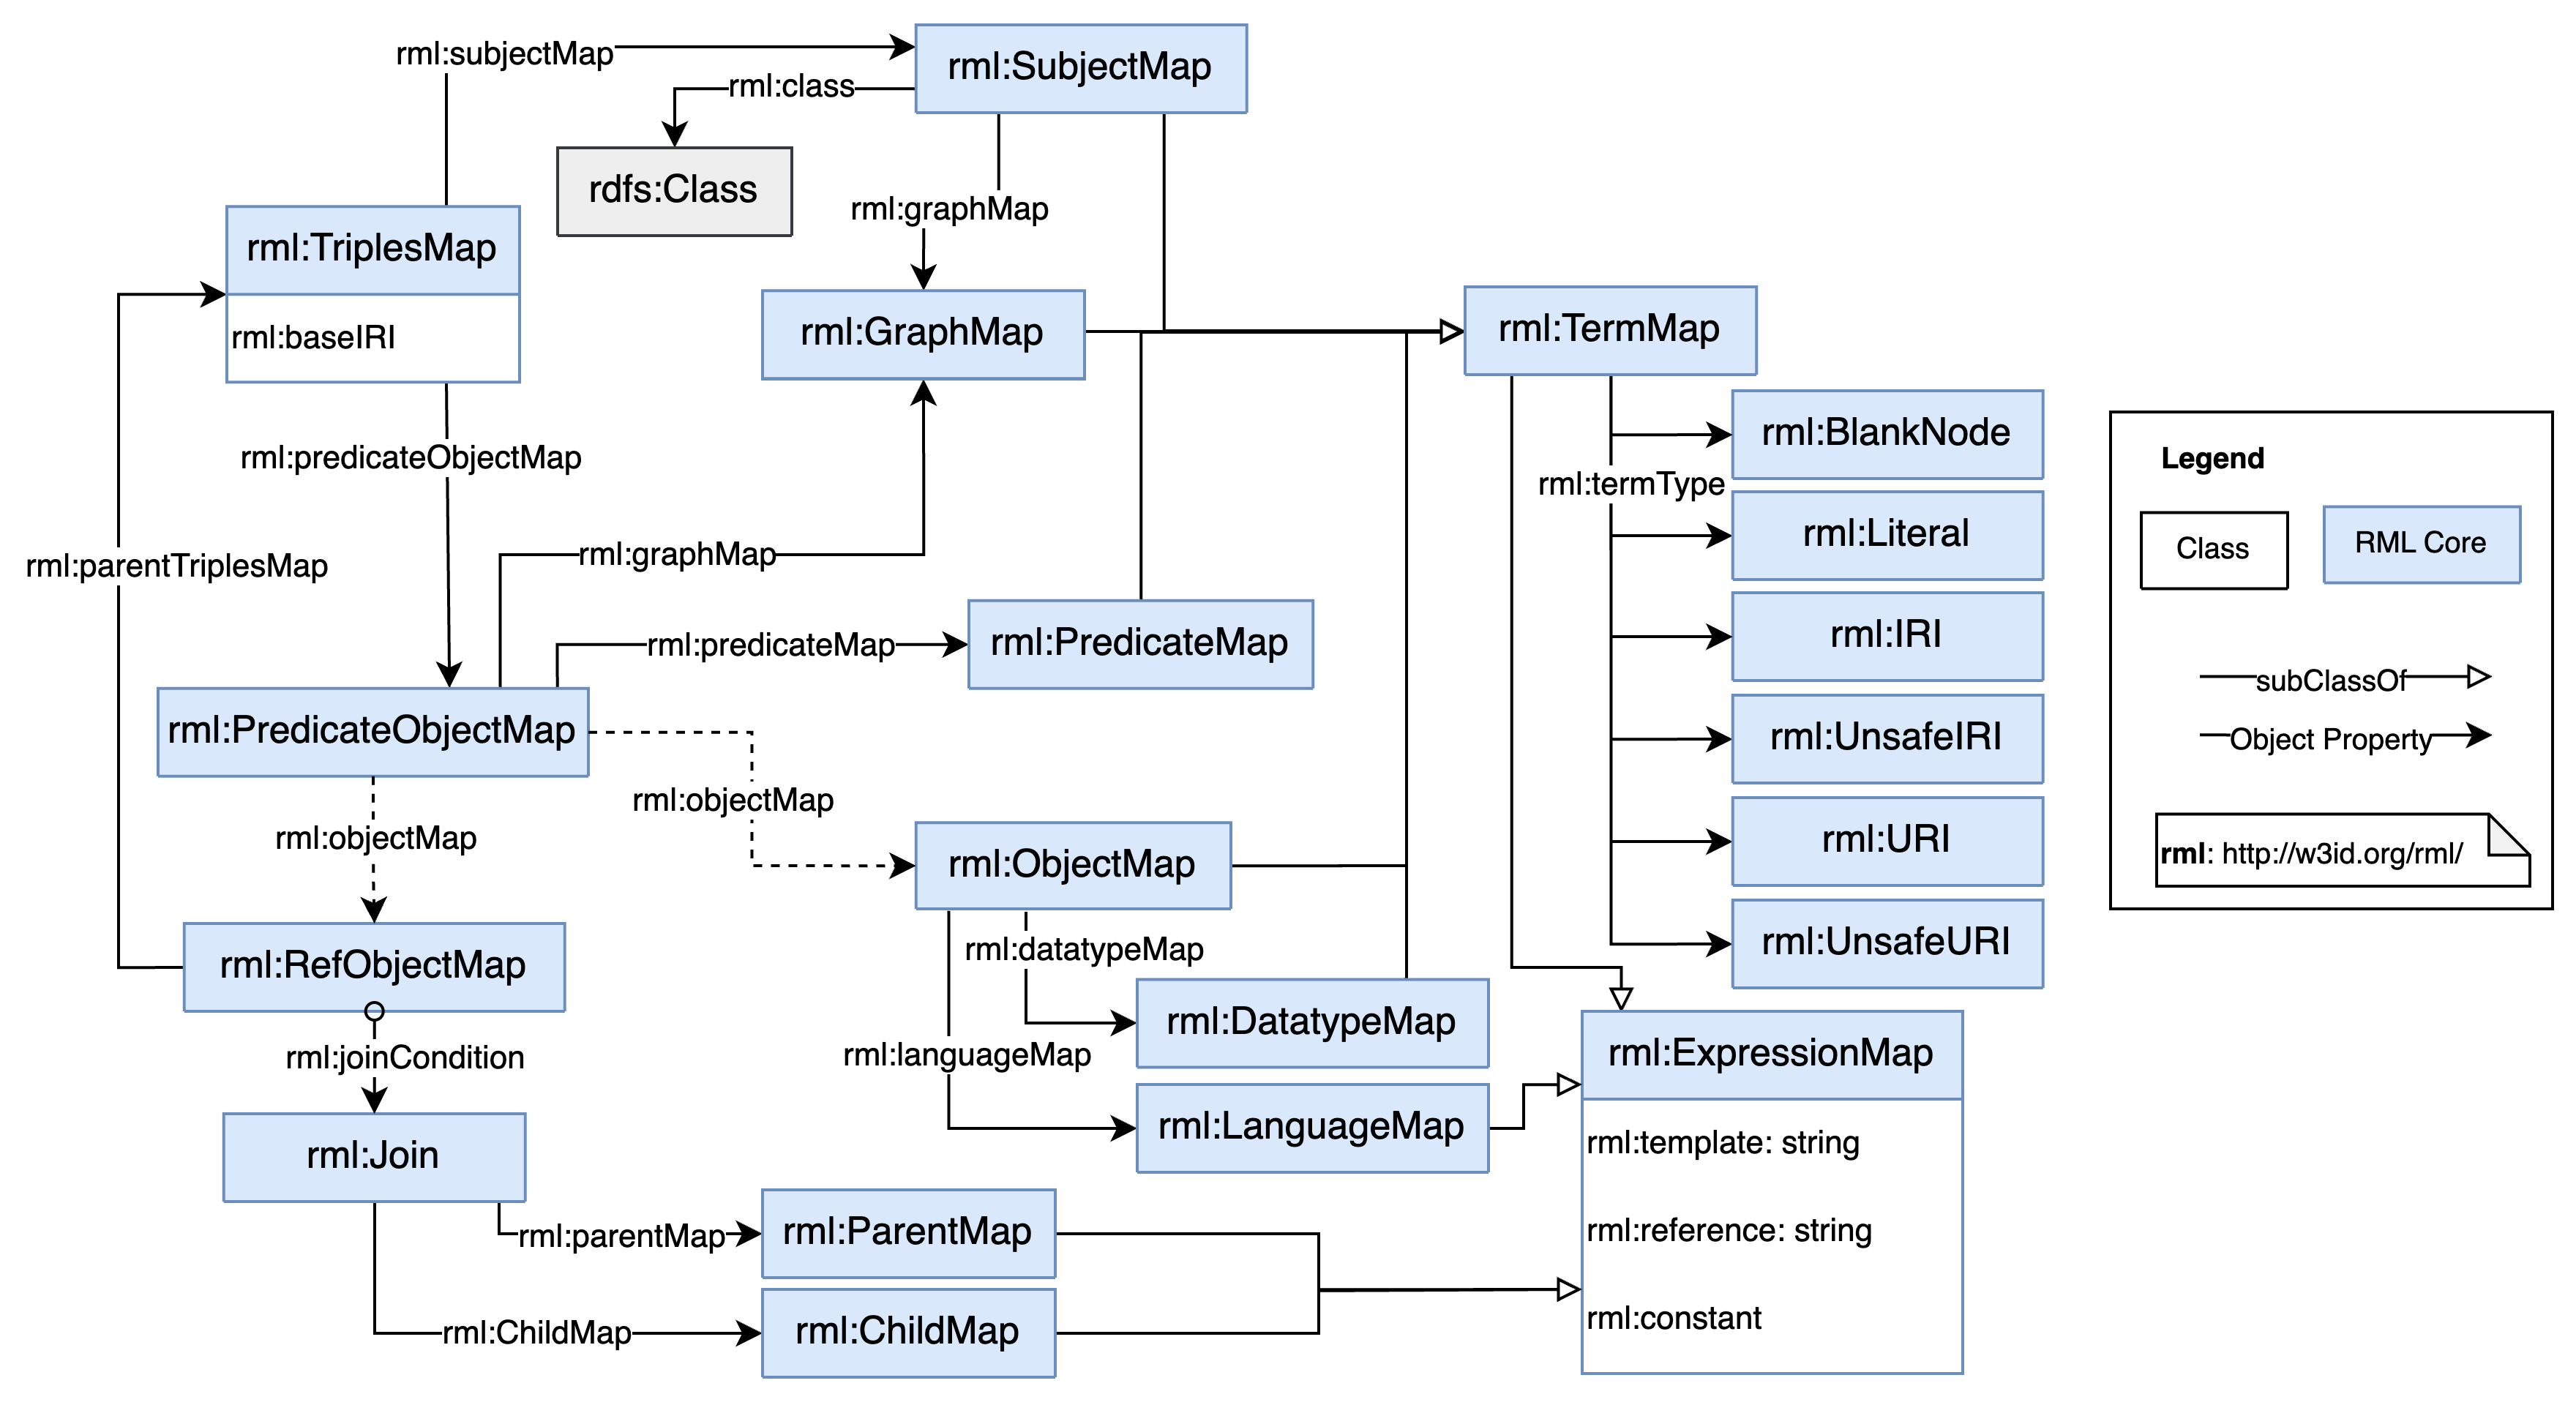 rml:subjectMap
rml:SubjectMap
rml:class
rdfs:Class
rml:graphMap
rml:TriplesMap
rml:baseIRI
rml:GraphMap
rml:TermMap
rml:BlankNode
rml:predicateObjectMap
rml:termType
rml:Literal
rml:parentTriplesMap
rml:graphMap
rml:IRI
rml:predicateMap
rml:PredicateMap
rml:PredicateObjectMap
rml:UnsafeIRI
rml:objectMap
rml:objectMap
rml:URI
rml:ObjectMap
rml:UnsafeURI
rml:RefObjectMap
rml:datatypeMap
rml:DatatypeMap
rml:joinCondition
rml:languageMap
rml:ExpressionMap
rml:LanguageMap
rml:template: string
rml:reference: string
rml:constant
rml:Join
rml:parentMap
rml:ParentMap
rml:ChildMap
rml:ChildMap
Legend
Class
RML Core
subClassOf
Object Property
rml: http://w3id.org/rml/